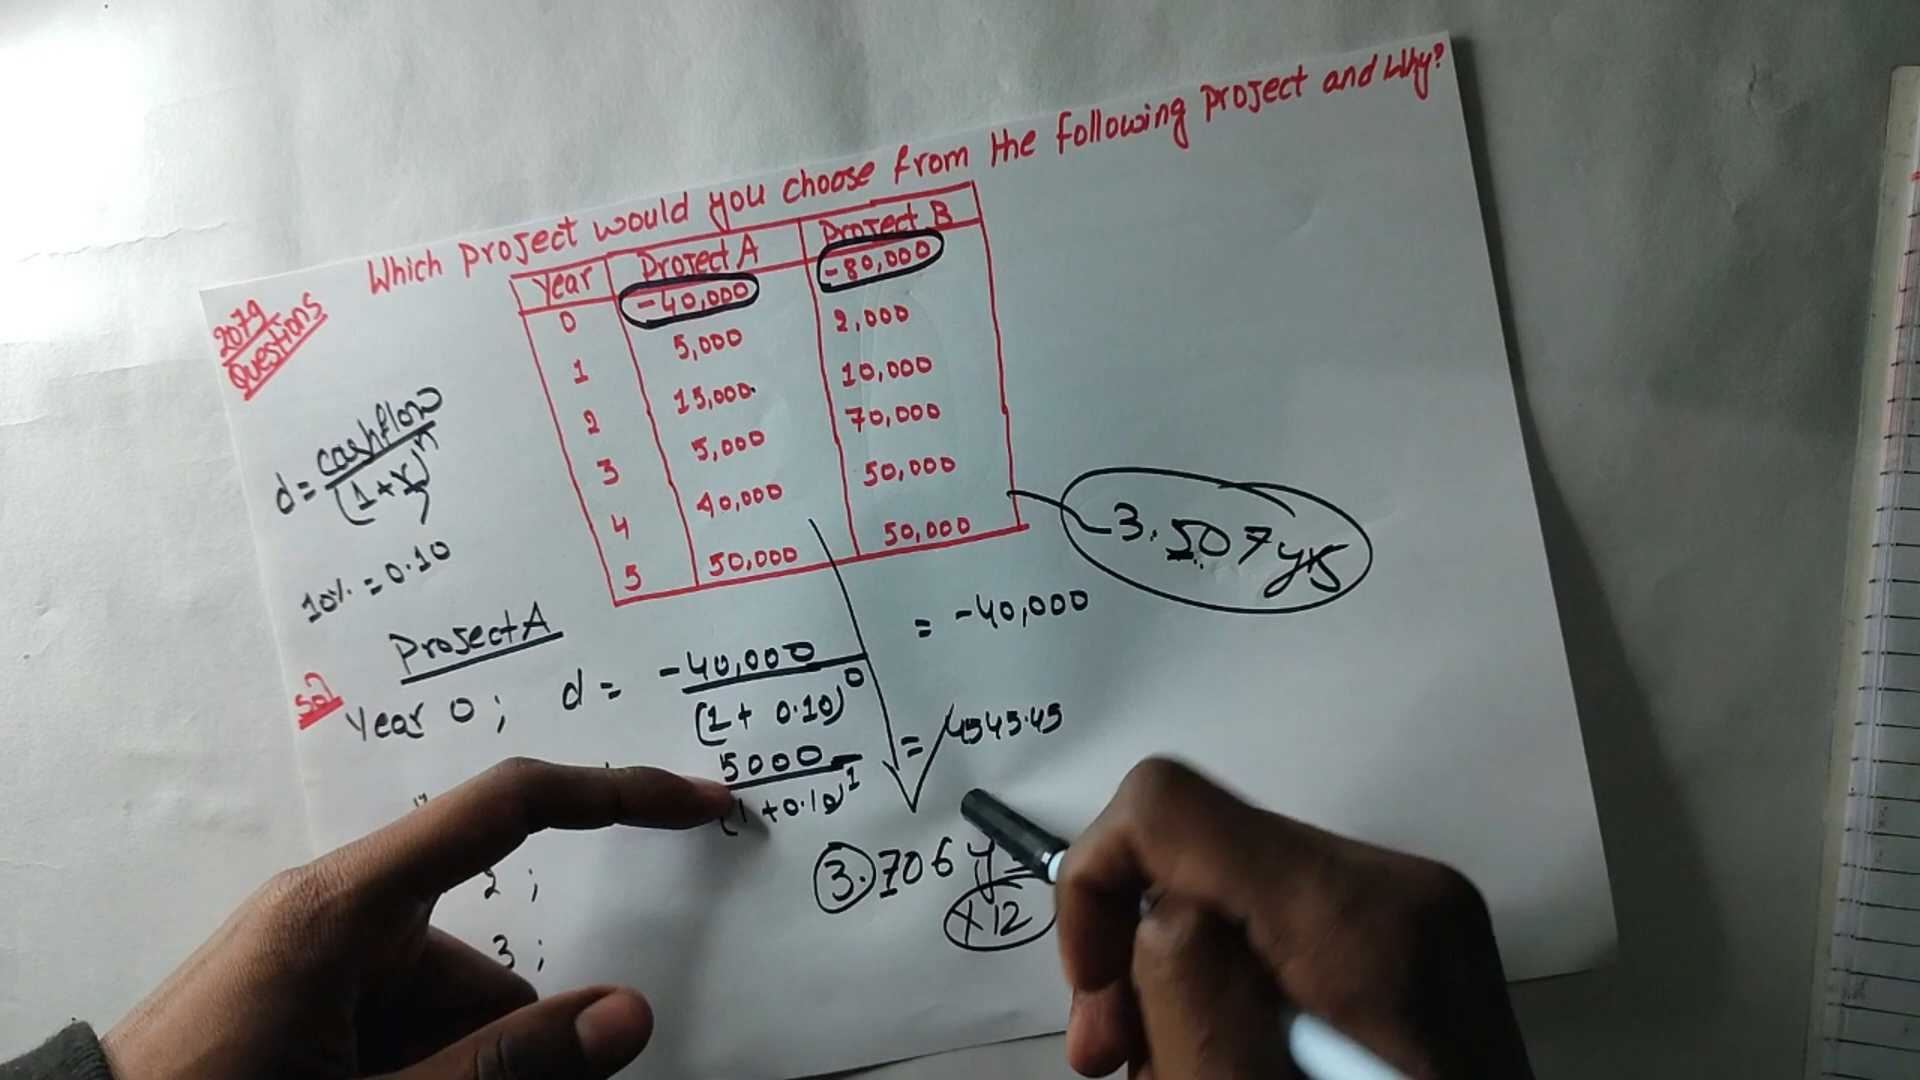 Which project would you choose from the following project and Why?
2079
Questions
Year Project A Project B
0 -40,000 -80,000
1 5,000 2,000
2 15,000 10,000
3 5,000 70,000
4 40,000 50,000
5 50,000 50,000
d = cashflow
(1+r)^n
10% = 0.10
3.507 yrs
Project A
Sol
Year 0; d = -40,000 = -40,000
(1 + 0.10)^0
5000 = 4545.45
(1+0.10)^1
3.706 y
2 ;
×12
3 ;